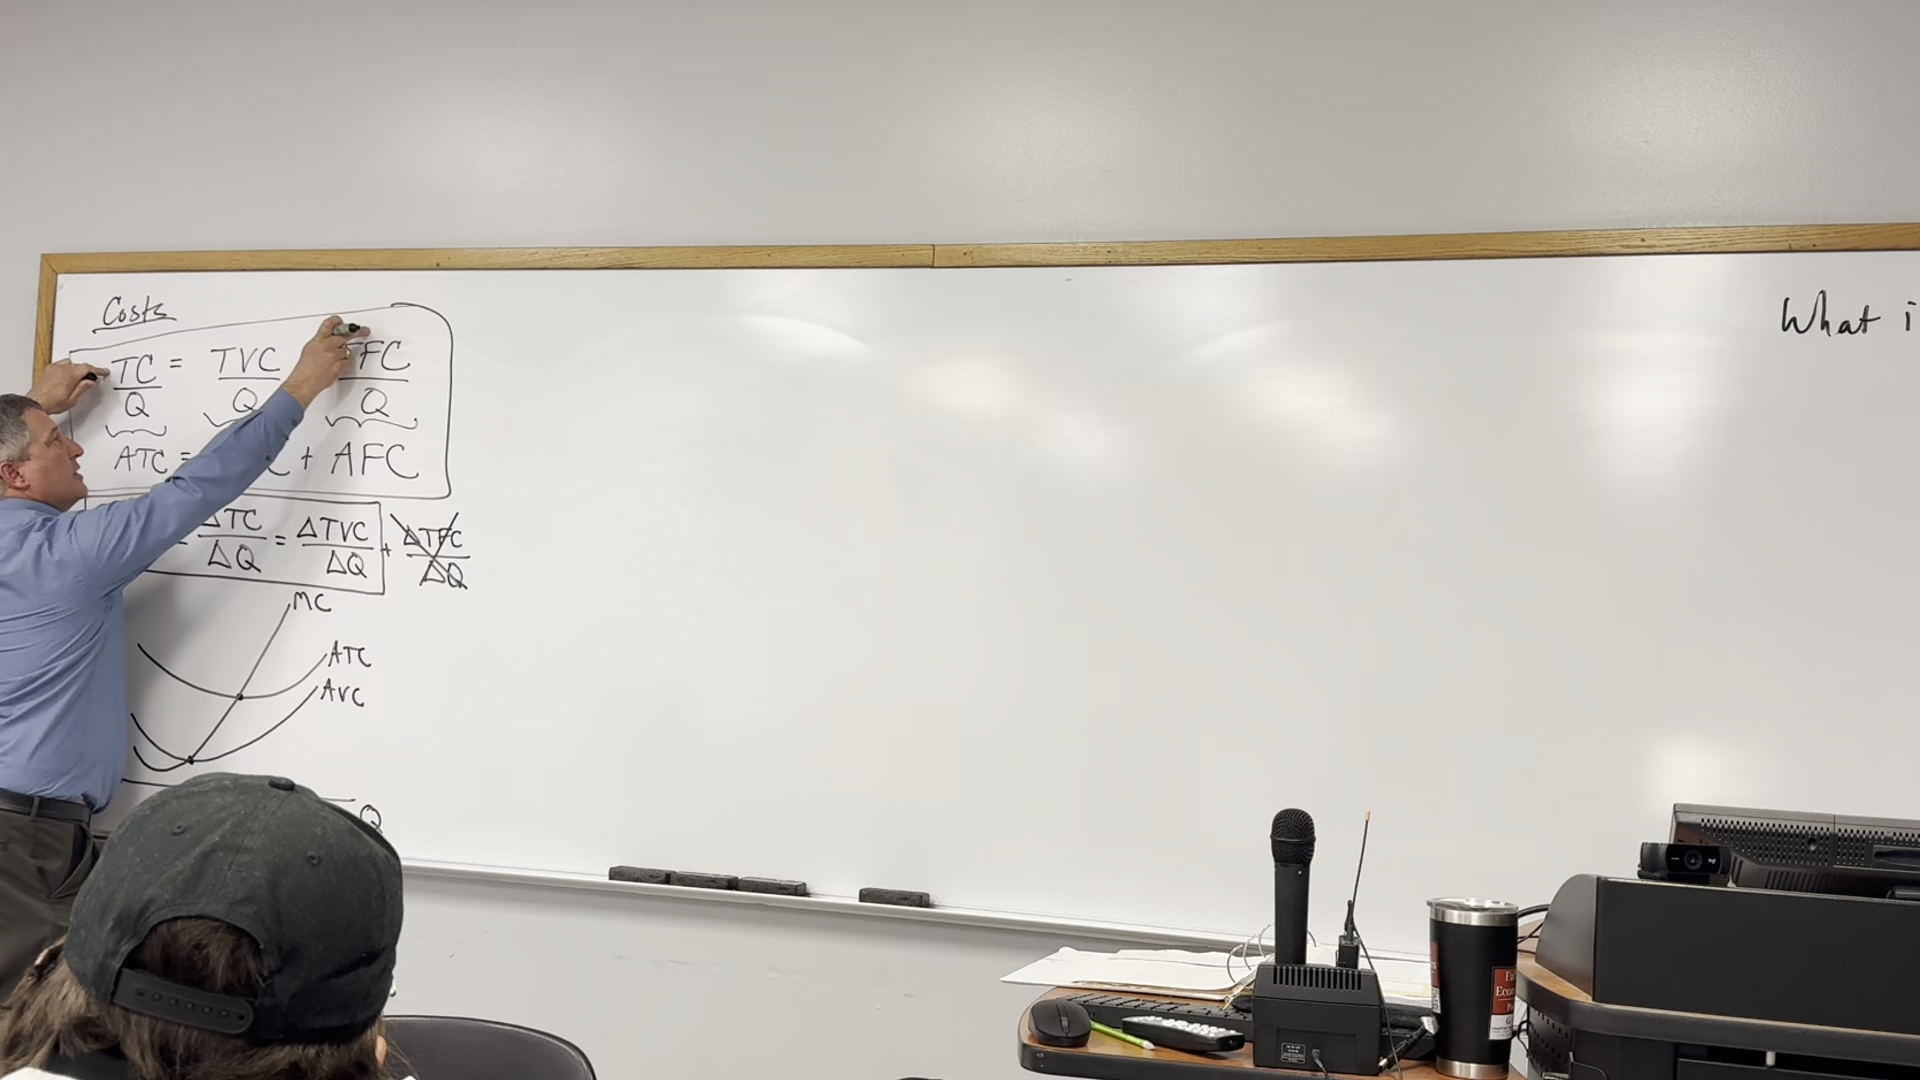 Costs
TC = TVC FC
Q Q Q
ATC = C + AFC
= ΔTC = ΔTVC + ΔTFC
ΔQ ΔQ ΔQ
MC
ATC
AVC
Q
What i